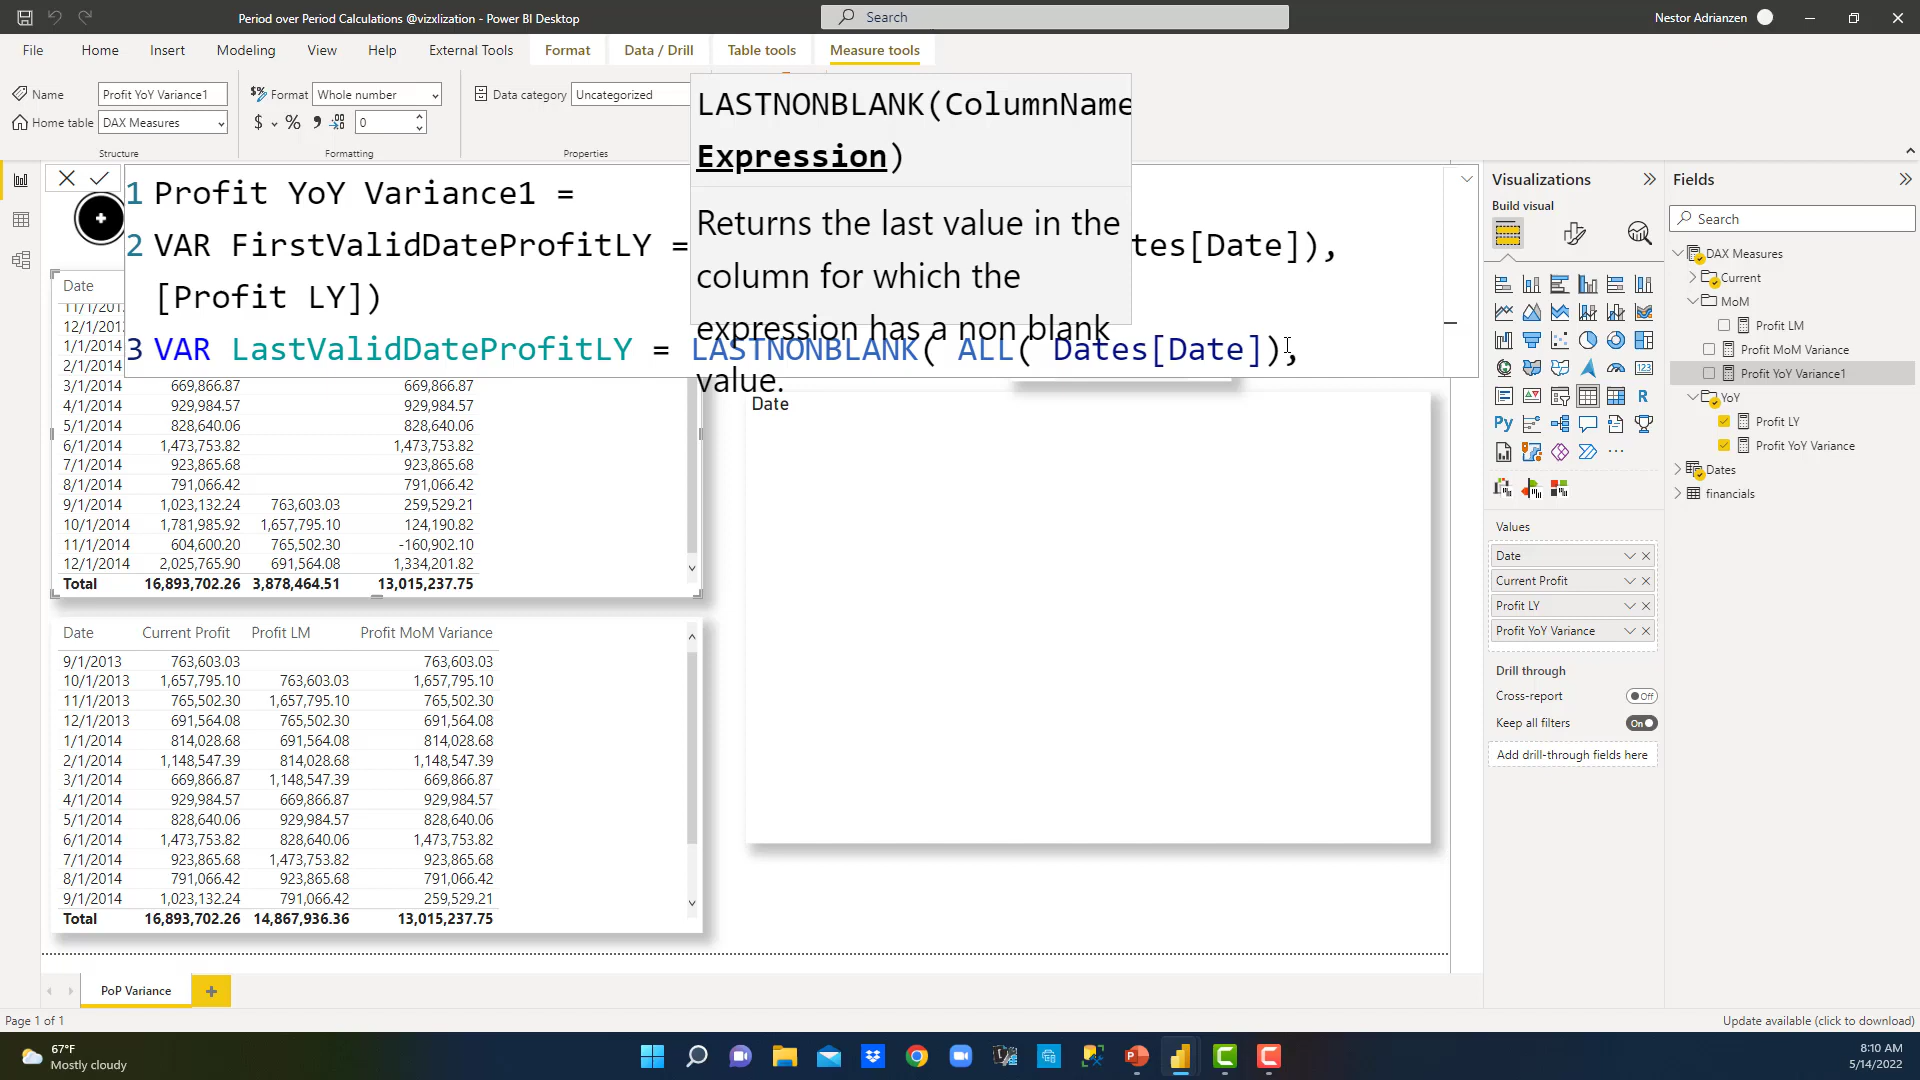 Period over Period Calculations @vizxlization - Power BI Desktop
Search
Nestor Adrianzen
File Home Insert Modeling View Help External Tools Format Data / Drill Table tools Measure tools
Name Profit YoY Variance1
Format Whole number
Data category Uncategorized
Home table DAX Measures
$ % 0
Structure Formatting Properties
LASTNONBLANK(ColumnName
Expression)
Returns the last value in the
column for which the
expression has a non blank
value.
1 Profit YoY Variance1 =
2 VAR FirstValidDateProfitLY = tes[Date]),
[Profit LY])
3 VAR LastValidDateProfitLY = LASTNONBLANK( ALL( Dates[Date]),
Date
11/1/201
12/1/201
1/1/201
2/1/201
3/1/2014 669,866.87 669,866.87
4/1/2014 929,984.57 929,984.57
5/1/2014 828,640.06 828,640.06
6/1/2014 1,473,753.82 1,473,753.82
7/1/2014 923,865.68 923,865.68
8/1/2014 791,066.42 791,066.42
9/1/2014 1,023,132.24 763,603.03 259,529.21
10/1/2014 1,781,985.92 1,657,795.10 124,190.82
11/1/2014 604,600.20 765,502.30 -160,902.10
12/1/2014 2,025,765.90 691,564.08 1,334,201.82
Total 16,893,702.26 3,878,464.51 13,015,237.75
Date
Date Current Profit Profit LM Profit MoM Variance
9/1/2013 763,603.03 763,603.03
10/1/2013 1,657,795.10 763,603.03 1,657,795.10
11/1/2013 765,502.30 1,657,795.10 765,502.30
12/1/2013 691,564.08 765,502.30 691,564.08
1/1/2014 814,028.68 691,564.08 814,028.68
2/1/2014 1,148,547.39 814,028.68 1,148,547.39
3/1/2014 669,866.87 1,148,547.39 669,866.87
4/1/2014 929,984.57 669,866.87 929,984.57
5/1/2014 828,640.06 929,984.57 828,640.06
6/1/2014 1,473,753.82 828,640.06 1,473,753.82
7/1/2014 923,865.68 1,473,753.82 923,865.68
8/1/2014 791,066.42 923,865.68 791,066.42
9/1/2014 1,023,132.24 791,066.42 259,529.21
Total 16,893,702.26 14,867,936.36 13,015,237.75
Visualizations
Build visual
123
R
Py
Values
Date
Current Profit
Profit LY
Profit YoY Variance
Drill through
Cross-report Off
Keep all filters On
Add drill-through fields here
Fields
Search
DAX Measures
Current
MoM
Profit LM
Profit MoM Variance
Profit YoY Variance1
YoY
Profit LY
Profit YoY Variance
Dates
financials
PoP Variance
Page 1 of 1
Update available (click to download)
67°F
Mostly cloudy
8:10 AM
5/14/2022